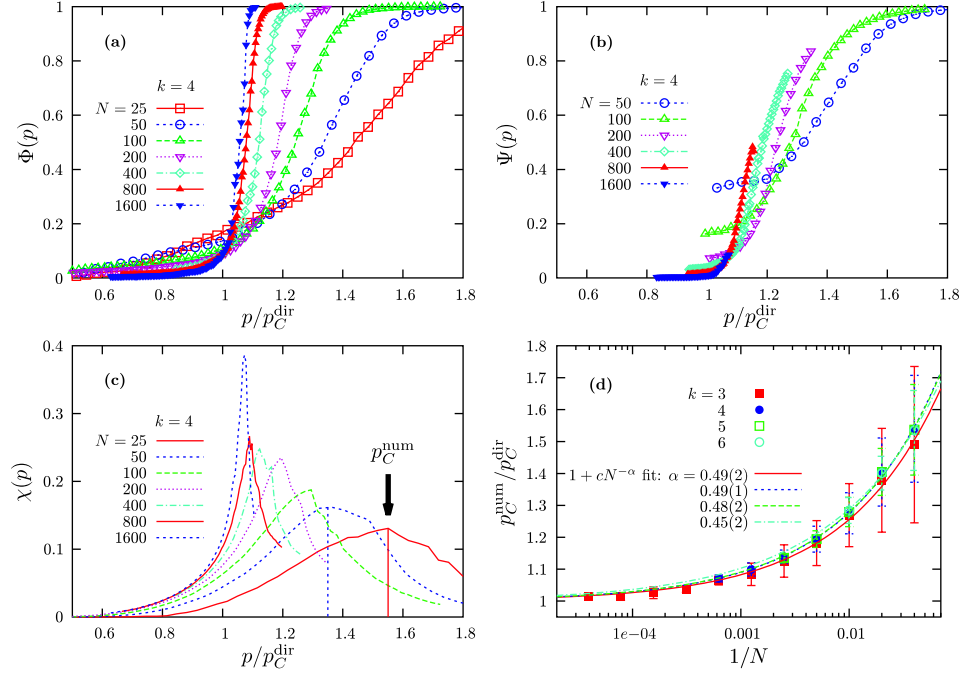 (a)
k = 4
N = 25
50
100
200
400
800
1600
Φ(p)
0
0.2
0.4
0.6
0.8
1
0.6 0.8 1 1.2 1.4 1.6 1.8
p/p_C^dir
(b)
k = 4
N = 50
100
200
400
800
1600
Ψ(p)
0
0.2
0.4
0.6
0.8
1
0.6 0.8 1 1.2 1.4 1.6 1.8
p/p_C^dir
(c)
k = 4
N = 25
50
100
200
400
800
1600
p_C^num
χ(p)
0
0.1
0.2
0.3
0.4
0.6 0.8 1 1.2 1.4 1.6 1.8
p/p_C^dir
(d)
k = 3
4
5
6
1 + cN^−α fit: α = 0.49(2)
0.49(1)
0.48(2)
0.45(2)
p_C^num/p_C^dir
1
1.1
1.2
1.3
1.4
1.5
1.6
1.7
1.8
1e−04 0.001 0.01
1/N